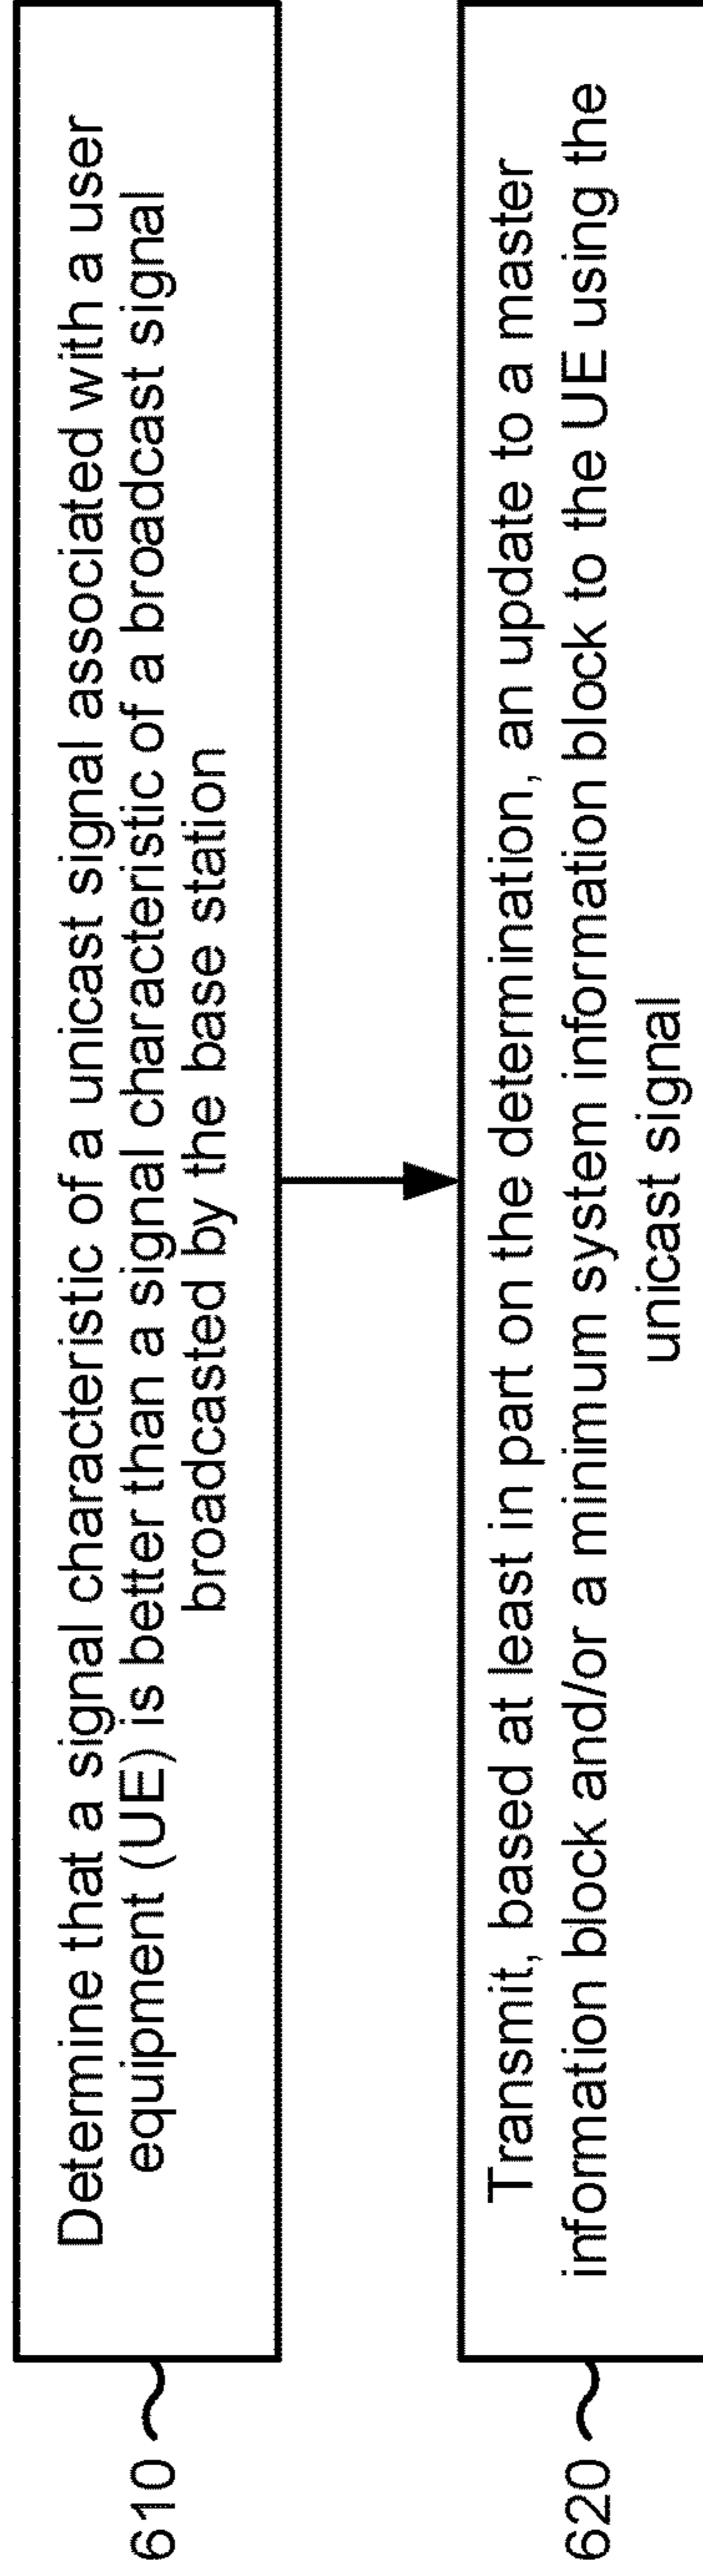 610
Determine that a signal characteristic of a unicast signal associated with a user
equipment (UE) is better than a signal characteristic of a broadcast signal
broadcasted by the base station
620
Transmit, based at least in part on the determination, an update to a master
information block and/or a minimum system information block to the UE using the
unicast signal